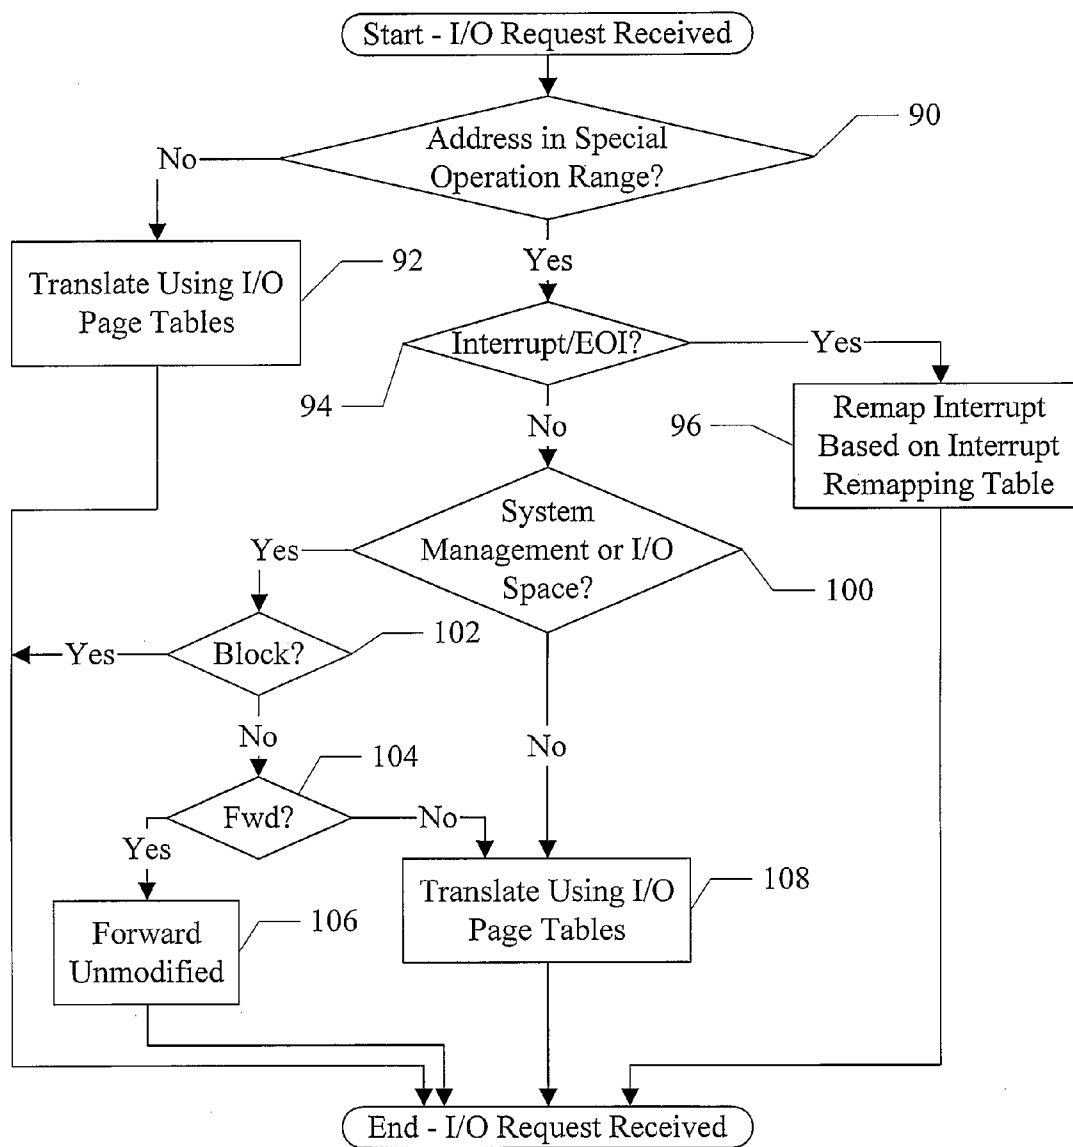 Start - I/O Request Received
90
Address in Special
Operation Range?
No
Yes
92
Translate Using I/O
Page Tables
Interrupt/EOI?
Yes
94
No
96
Remap Interrupt
Based on Interrupt
Remapping Table
System
Management or I/O
Space?
Yes
100
102
Block?
Yes
No
No
104
Fwd?
No
Yes
108
Translate Using I/O
Page Tables
106
Forward
Unmodified
End - I/O Request Received